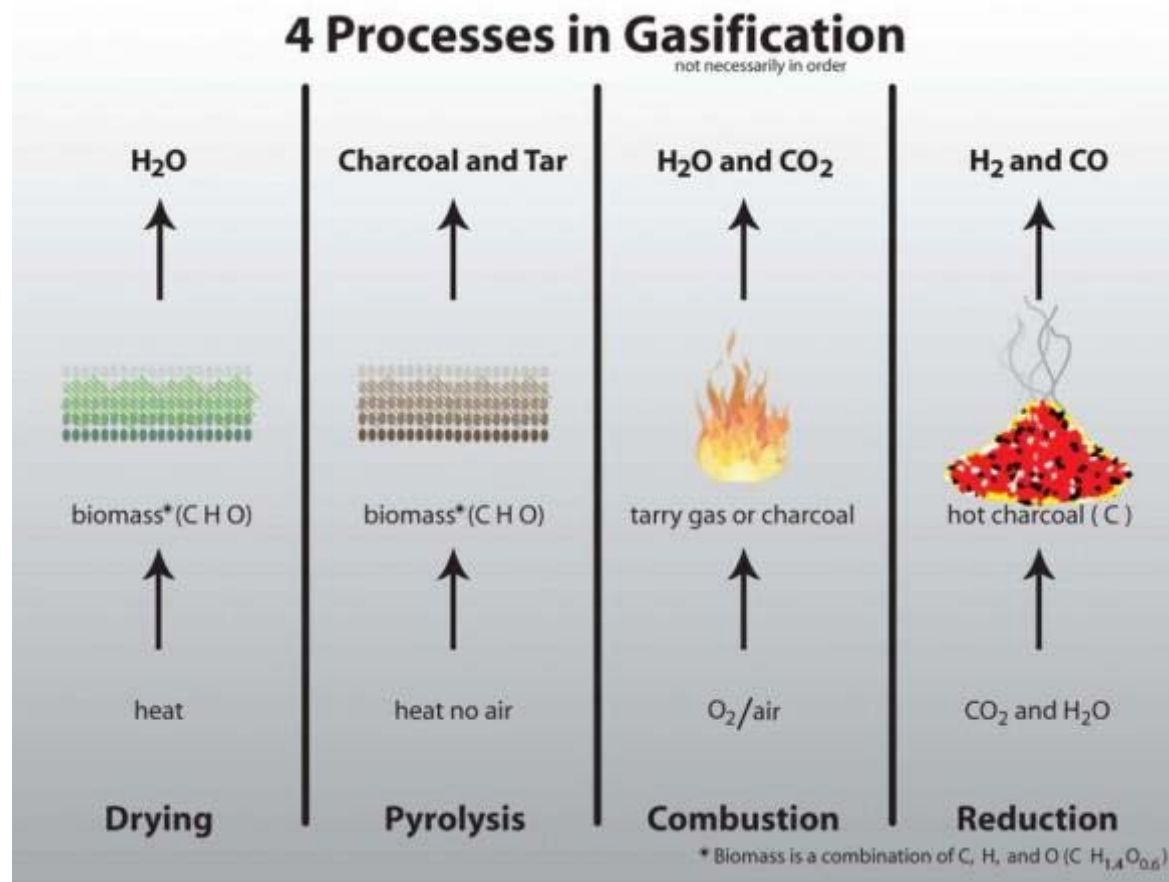 4 Processes in Gasification
not necessarily in order
H₂O
Charcoal and Tar
H₂O and CO₂
H₂ and CO
biomass*(C H O)
biomass*(C H O)
tarry gas or charcoal
hot charcoal ( C )
heat
heat no air
O₂/air
CO₂ and H₂O
Drying
Pyrolysis
Combustion
Reduction
* Biomass is a combination of C, H, and O (C H₁.₄O₀.₆)